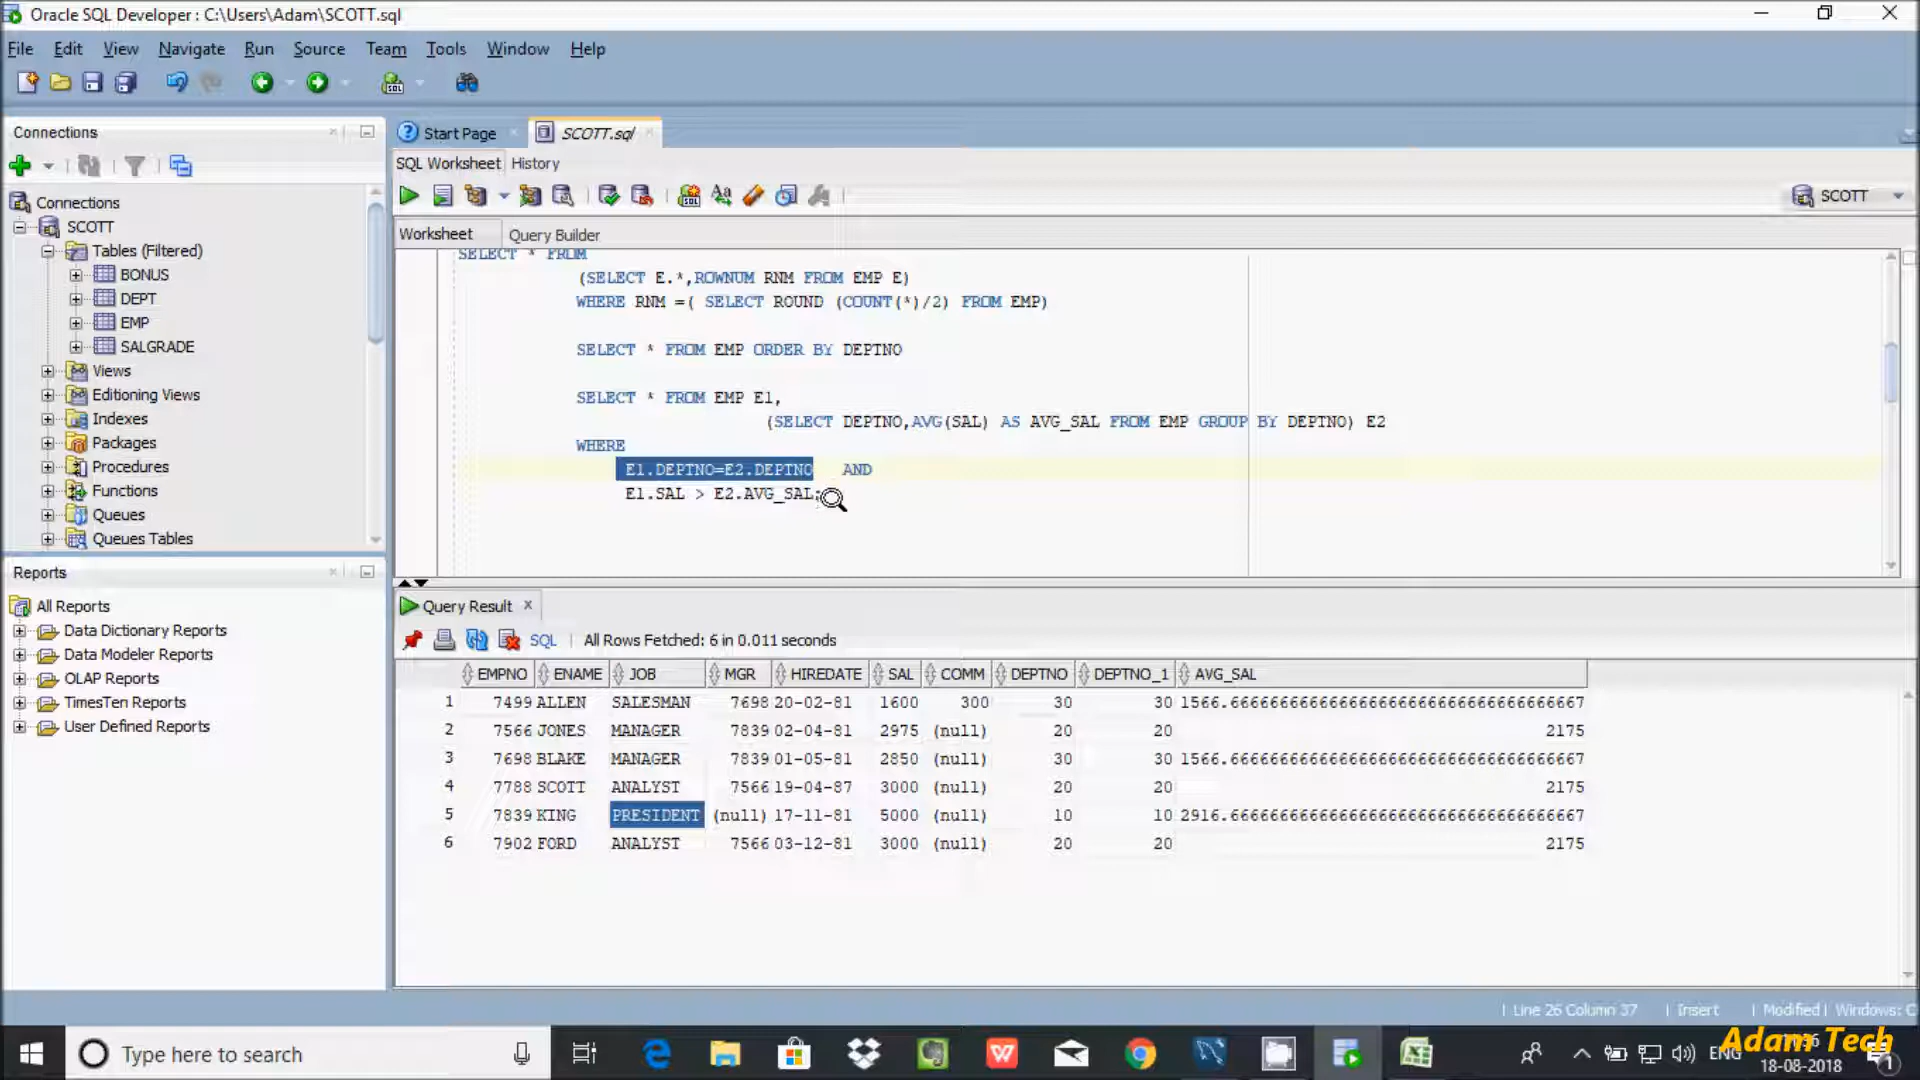 Oracle SQL Developer : C:\Users\Adam\SCOTT.sql
File Edit View Navigate Run Source Team Tools Window Help
Connections
Start Page
SCOTT.sql
SQL Worksheet History
SCOTT
Worksheet Query Builder
Connections
SCOTT
Tables (Filtered)
BONUS
DEPT
EMP
SALGRADE
Views
Editioning Views
Indexes
Packages
Procedures
Functions
Queues
Queues Tables
SELECT * FROM
(SELECT E.*,ROWNUM RNM FROM EMP E)
WHERE RNM =( SELECT ROUND (COUNT(*)/2) FROM EMP)
SELECT * FROM EMP ORDER BY DEPTNO
SELECT * FROM EMP E1,
(SELECT DEPTNO,AVG(SAL) AS AVG_SAL FROM EMP GROUP BY DEPTNO) E2
WHERE
E1.DEPTNO=E2.DEPTNO AND
E1.SAL > E2.AVG_SAL;
Reports
All Reports
Data Dictionary Reports
Data Modeler Reports
OLAP Reports
TimesTen Reports
User Defined Reports
Query Result
SQL All Rows Fetched: 6 in 0.011 seconds
EMPNO ENAME JOB MGR HIREDATE SAL COMM DEPTNO DEPTNO_1 AVG_SAL
1 7499 ALLEN SALESMAN 7698 20-02-81 1600 300 30 30 1566.666666666666666666666666666666666667
2 7566 JONES MANAGER 7839 02-04-81 2975 (null) 20 20 2175
3 7698 BLAKE MANAGER 7839 01-05-81 2850 (null) 30 30 1566.666666666666666666666666666666666667
4 7788 SCOTT ANALYST 7566 19-04-87 3000 (null) 20 20 2175
5 7839 KING PRESIDENT (null) 17-11-81 5000 (null) 10 10 2916.666666666666666666666666666666666667
6 7902 FORD ANALYST 7566 03-12-81 3000 (null) 20 20 2175
Line 26 Column 37 Insert Modified Windows: C
Type here to search
ENG
18-08-2018
1
Adam Tech